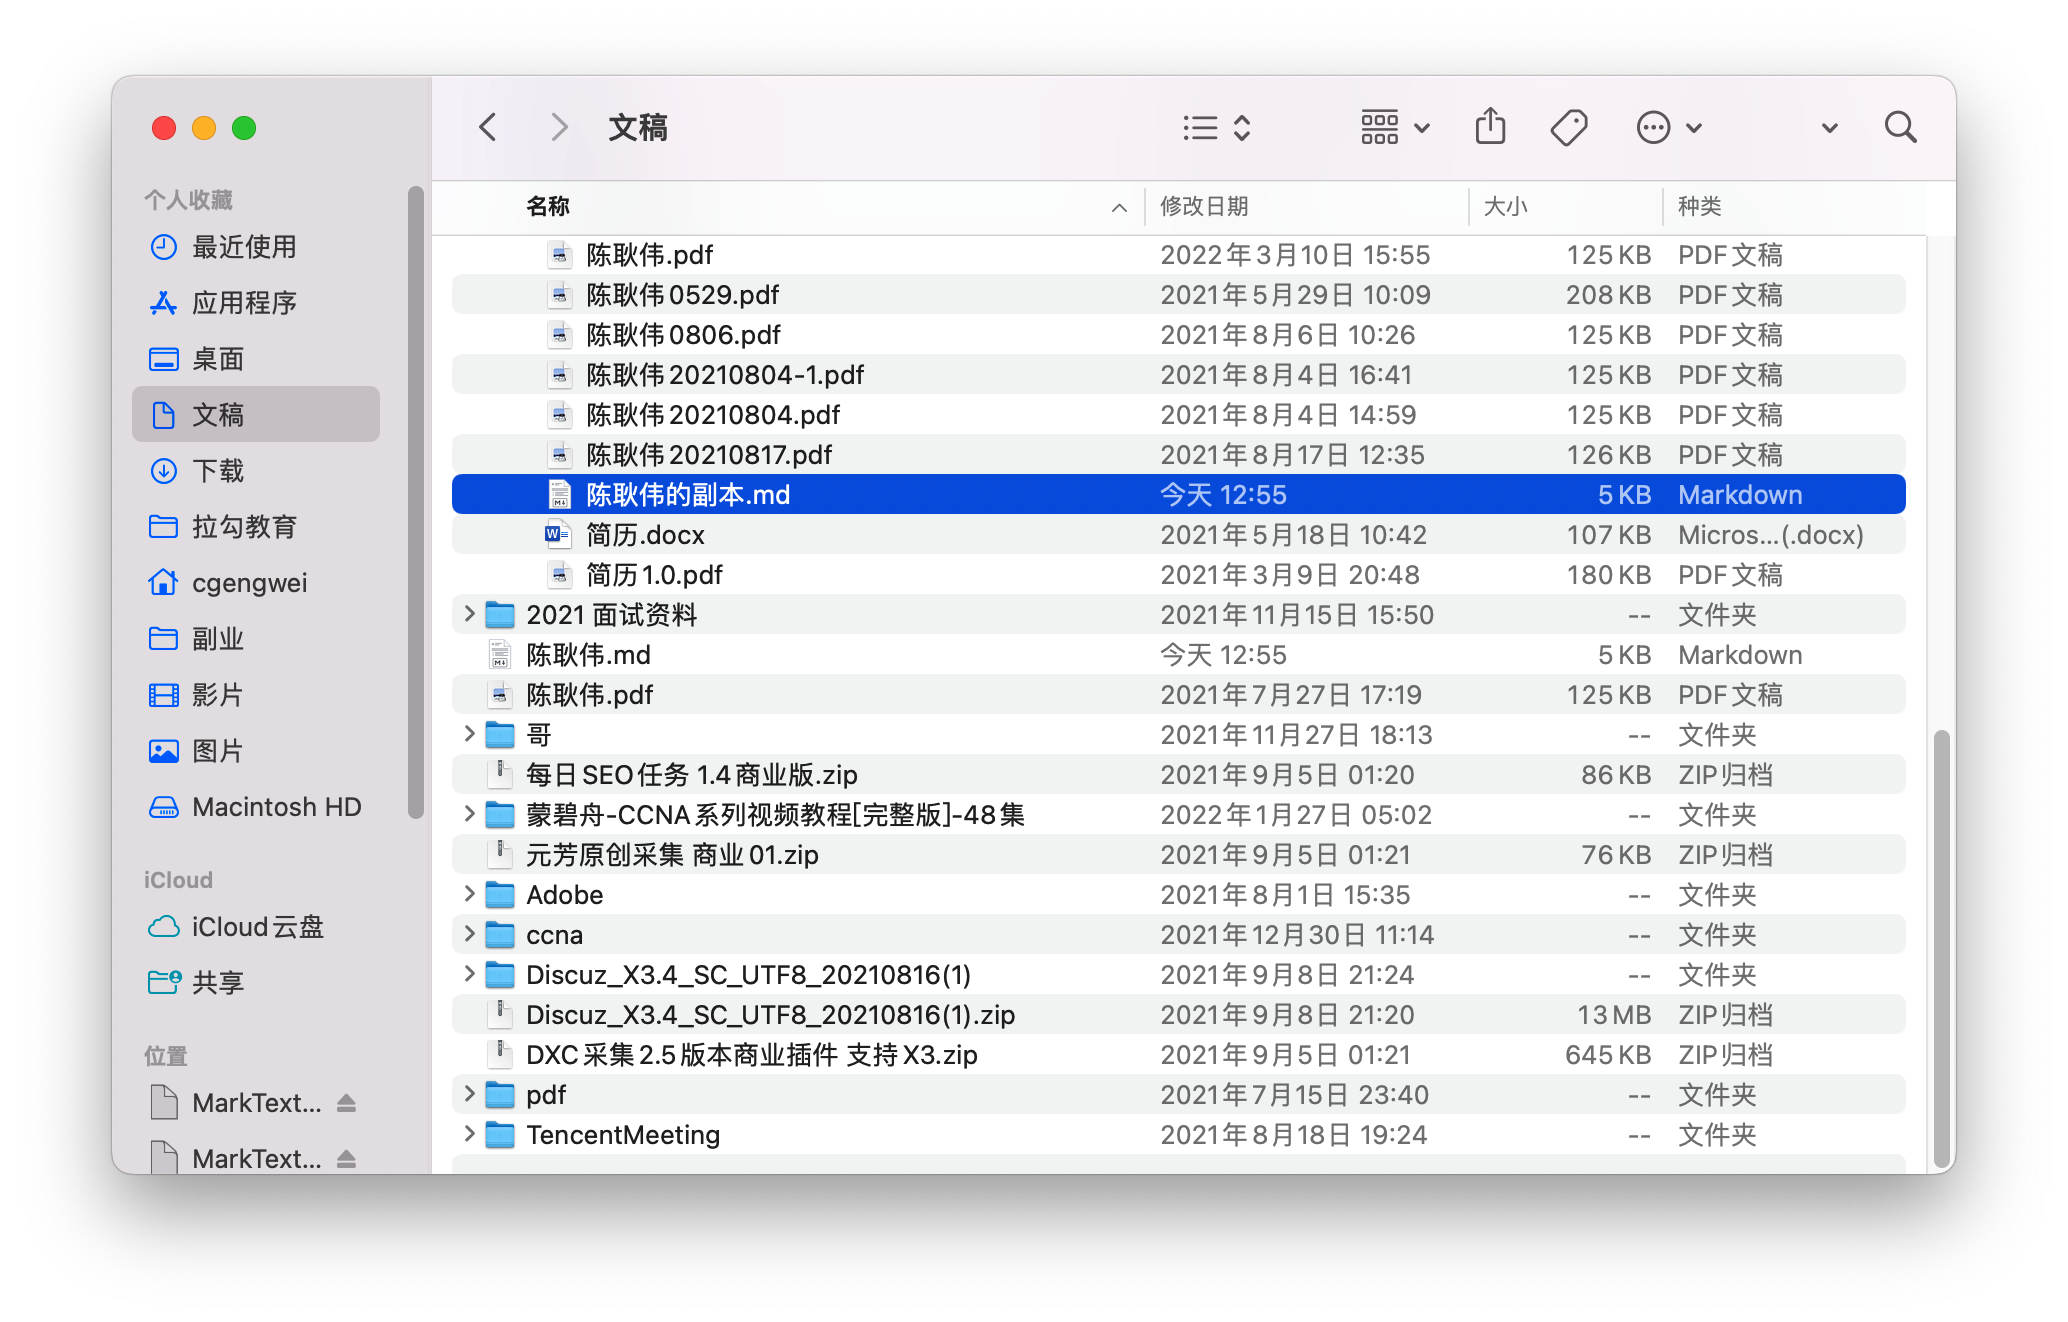 文稿
个人收藏
最近使用
应用程序
桌面
文稿
下载
拉勾教育
cgengwei
副业
影片
图片
Macintosh HD
iCloud
iCloud云盘
共享
位置
MarkText...
MarkText...
名称 修改日期 大小 种类
陈耿伟.pdf 2022年3月10日 15:55 125 KB PDF文稿
陈耿伟0529.pdf 2021年5月29日 10:09 208 KB PDF文稿
陈耿伟0806.pdf 2021年8月6日 10:26 125 KB PDF文稿
陈耿伟20210804-1.pdf 2021年8月4日 16:41 125 KB PDF文稿
陈耿伟20210804.pdf 2021年8月4日 14:59 125 KB PDF文稿
陈耿伟20210817.pdf 2021年8月17日 12:35 126 KB PDF文稿
陈耿伟的副本.md 今天 12:55 5 KB Markdown
简历.docx 2021年5月18日 10:42 107 KB Micros...(.docx)
简历1.0.pdf 2021年3月9日 20:48 180 KB PDF文稿
2021 面试资料 2021年11月15日 15:50 -- 文件夹
陈耿伟.md 今天 12:55 5 KB Markdown
陈耿伟.pdf 2021年7月27日 17:19 125 KB PDF文稿
哥 2021年11月27日 18:13 -- 文件夹
每日SEO任务 1.4商业版.zip 2021年9月5日 01:20 86 KB ZIP归档
蒙碧舟-CCNA系列视频教程[完整版]-48集 2022年1月27日 05:02 -- 文件夹
元芳原创采集 商业01.zip 2021年9月5日 01:21 76 KB ZIP归档
Adobe 2021年8月1日 15:35 -- 文件夹
ccna 2021年12月30日 11:14 -- 文件夹
Discuz_X3.4_SC_UTF8_20210816(1) 2021年9月8日 21:24 -- 文件夹
Discuz_X3.4_SC_UTF8_20210816(1).zip 2021年9月8日 21:20 13 MB ZIP归档
DXC采集2.5版本商业插件 支持X3.zip 2021年9月5日 01:21 645 KB ZIP归档
pdf 2021年7月15日 23:40 -- 文件夹
TencentMeeting 2021年8月18日 19:24 -- 文件夹